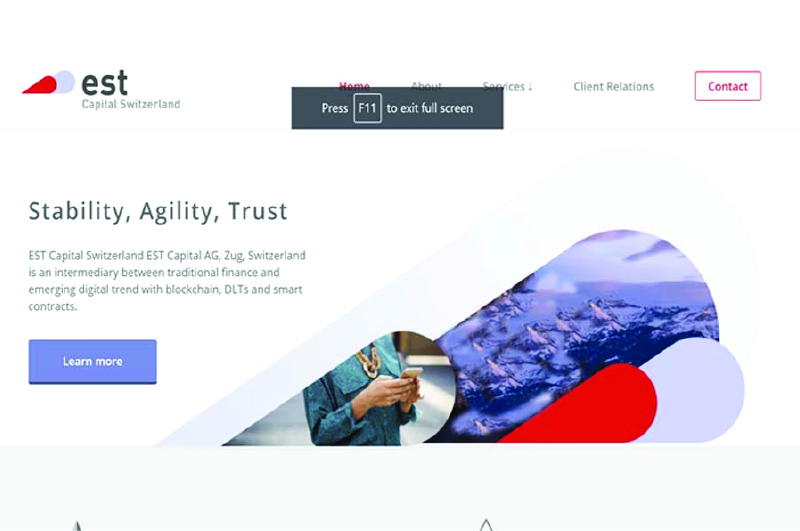 est
Capital Switzerland
Home About Services ↓ Client Relations Contact
Press F11 to exit full screen
Stability, Agility, Trust
EST Capital Switzerland EST Capital AG, Zug, Switzerland
is an intermediary between traditional finance and
emerging digital trend with blockchain, DLTs and smart
contracts.
Learn more